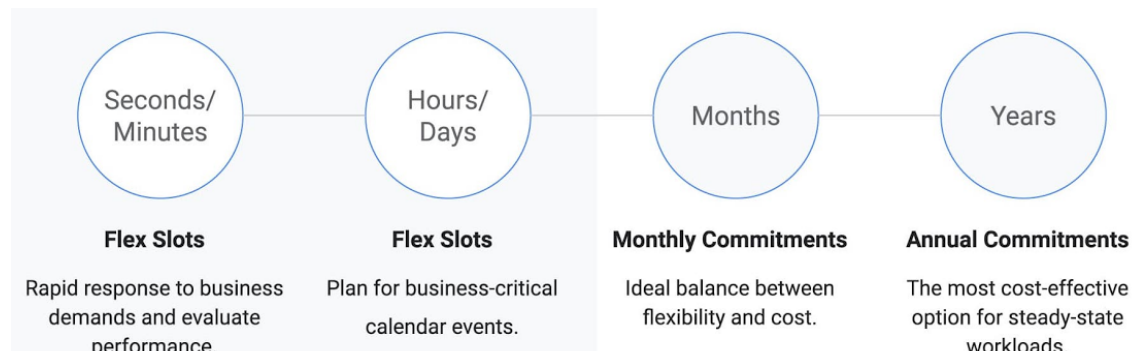 Seconds/
Minutes
Hours/
Days
Months
Years
Flex Slots
Rapid response to business
demands and evaluate
performance
Flex Slots
Plan for business-critical
calendar events.
Monthly Commitments
Ideal balance between
flexibility and cost.
Annual Commitments
The most cost-effective
option for steady-state
workloads